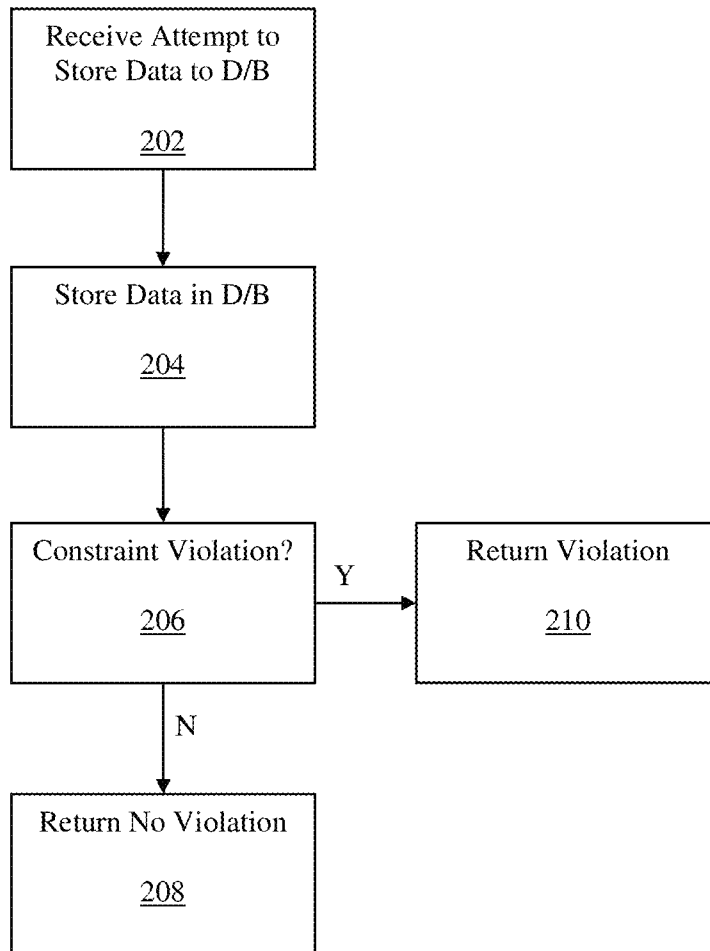 Receive Attempt to
Store Data to D/B
202
Store Data in D/B
204
Constraint Violation?
206
Y
Return Violation
210
N
Return No Violation
208